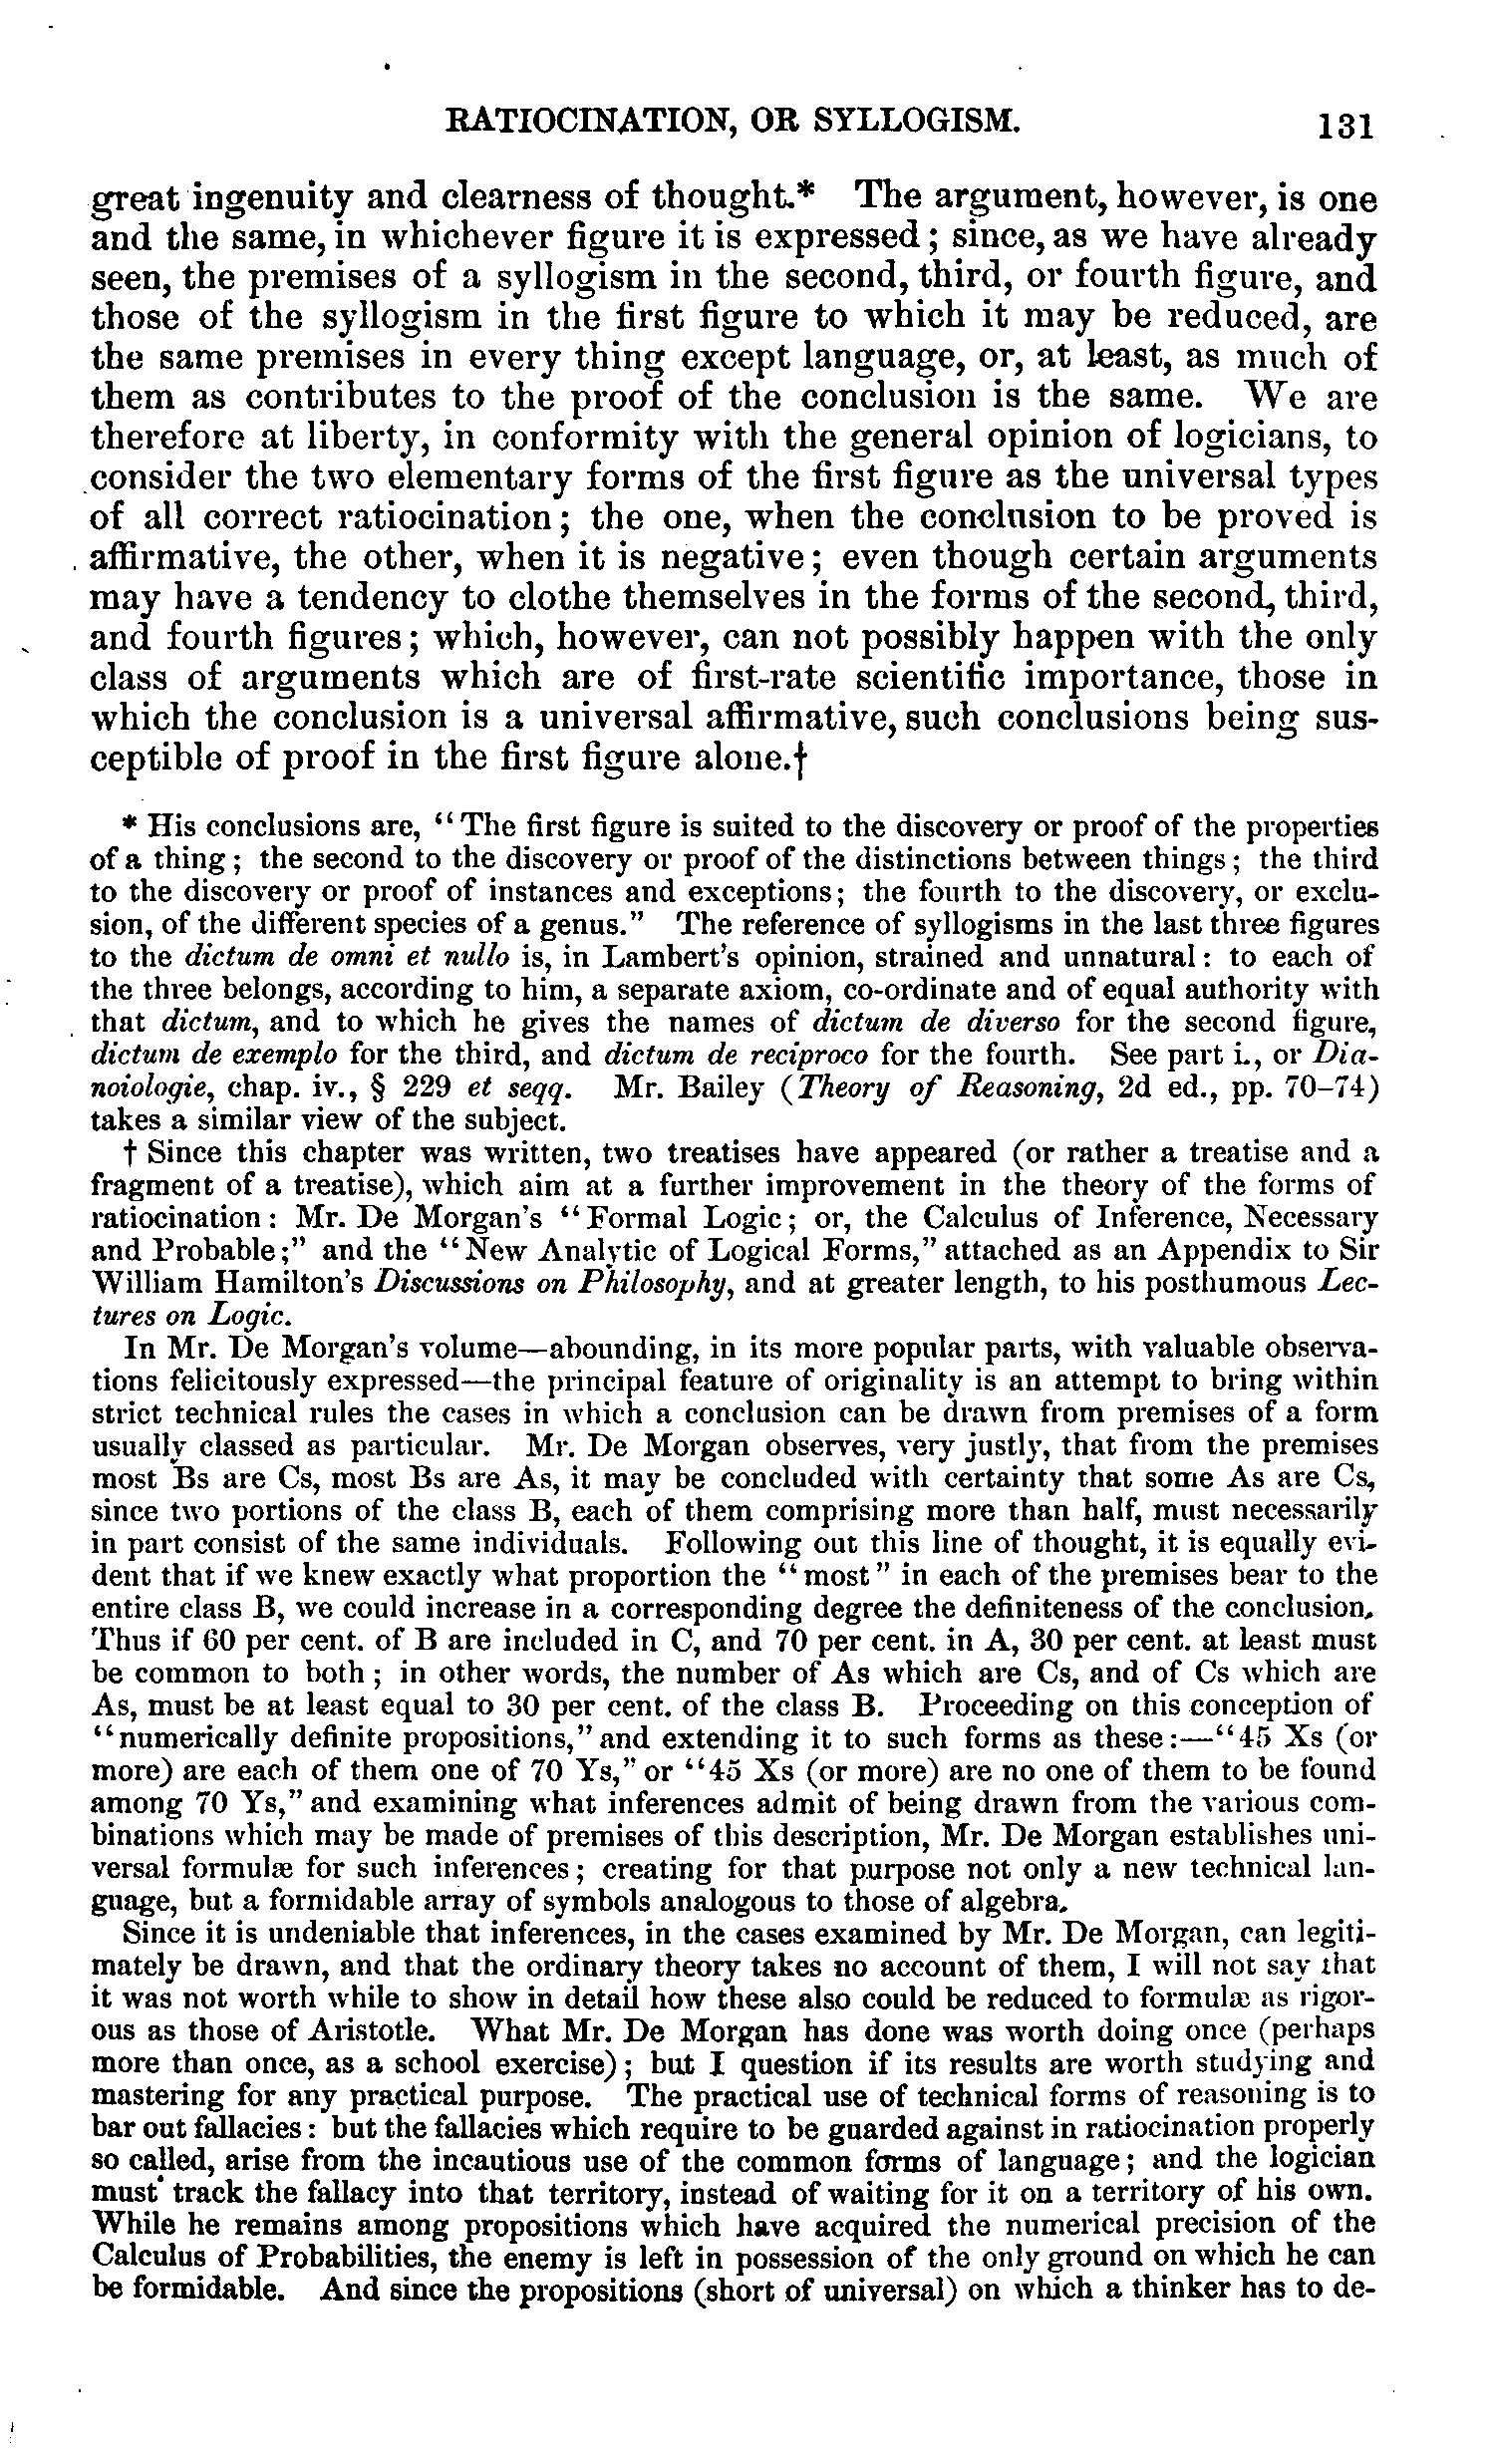 RATIOCINATION, OR SYLLOGISM. 131
great ingenuity and clearness of thought.* The argument, however, is one
and the same, in whichever figure it is expressed; since, as we have already
seen, the premises of a syllogism in the second, third, or fourth figure, and
those of the syllogism in the first figure to which it may be reduced, are
the same premises in every thing except language, or, at least, as much of
them as contributes to the proof of the conclusion is the same. We are
therefore at liberty, in conformity with the general opinion of logicians, to
consider the two elementary forms of the first figure as the universal types
of all correct ratiocination; the one, when the conclusion to be proved is
affirmative, the other, when it is negative; even though certain arguments
may have a tendency to clothe themselves in the forms of the second, third,
and fourth figures; which, however, can not possibly happen with the only
class of arguments which are of first-rate scientific importance, those in
which the conclusion is a universal affirmative, such conclusions being sus-
ceptible of proof in the first figure alone.†
* His conclusions are, "The first figure is suited to the discovery or proof of the properties
of a thing; the second to the discovery or proof of the distinctions between things; the third
to the discovery or proof of instances and exceptions; the fourth to the discovery, or exclu-
sion, of the different species of a genus." The reference of syllogisms in the last three figures
to the dictum de omni et nullo is, in Lambert's opinion, strained and unnatural: to each of
the three belongs, according to him, a separate axiom, co-ordinate and of equal authority with
that dictum, and to which he gives the names of dictum de diverso for the second figure,
dictum de exemplo for the third, and dictum de reciproco for the fourth. See part i., or Dia-
noiologie, chap. iv., § 229 et seqq. Mr. Bailey (Theory of Reasoning, 2d ed., pp. 70–74)
takes a similar view of the subject.
† Since this chapter was written, two treatises have appeared (or rather a treatise and a
fragment of a treatise), which aim at a further improvement in the theory of the forms of
ratiocination: Mr. De Morgan's "Formal Logic; or, the Calculus of Inference, Necessary
and Probable;" and the "New Analytic of Logical Forms," attached as an Appendix to Sir
William Hamilton's Discussions on Philosophy, and at greater length, to his posthumous Lec-
tures on Logic.
In Mr. De Morgan's volume—abounding, in its more popular parts, with valuable observa-
tions felicitously expressed—the principal feature of originality is an attempt to bring within
strict technical rules the cases in which a conclusion can be drawn from premises of a form
usually classed as particular. Mr. De Morgan observes, very justly, that from the premises
most Bs are Cs, most Bs are As, it may be concluded with certainty that some As are Cs,
since two portions of the class B, each of them comprising more than half, must necessarily
in part consist of the same individuals. Following out this line of thought, it is equally evi-
dent that if we knew exactly what proportion the "most" in each of the premises bear to the
entire class B, we could increase in a corresponding degree the definiteness of the conclusion.
Thus if 60 per cent. of B are included in C, and 70 per cent. in A, 30 per cent. at least must
be common to both; in other words, the number of As which are Cs, and of Cs which are
As, must be at least equal to 30 per cent. of the class B. Proceeding on this conception of
"numerically definite propositions," and extending it to such forms as these:—"45 Xs (or
more) are each of them one of 70 Ys," or "45 Xs (or more) are no one of them to be found
among 70 Ys," and examining what inferences admit of being drawn from the various com-
binations which may be made of premises of this description, Mr. De Morgan establishes uni-
versal formulæ for such inferences; creating for that purpose not only a new technical lan-
guage, but a formidable array of symbols analogous to those of algebra.
Since it is undeniable that inferences, in the cases examined by Mr. De Morgan, can legiti-
mately be drawn, and that the ordinary theory takes no account of them, I will not say that
it was not worth while to show in detail how these also could be reduced to formulæ as rigor-
ous as those of Aristotle. What Mr. De Morgan has done was worth doing once (perhaps
more than once, as a school exercise); but I question if its results are worth studying and
mastering for any practical purpose. The practical use of technical forms of reasoning is to
bar out fallacies: but the fallacies which require to be guarded against in ratiocination properly
so called, arise from the incautious use of the common forms of language; and the logician
must track the fallacy into that territory, instead of waiting for it on a territory of his own.
While he remains among propositions which have acquired the numerical precision of the
Calculus of Probabilities, the enemy is left in possession of the only ground on which he can
be formidable. And since the propositions (short of universal) on which a thinker has to de-